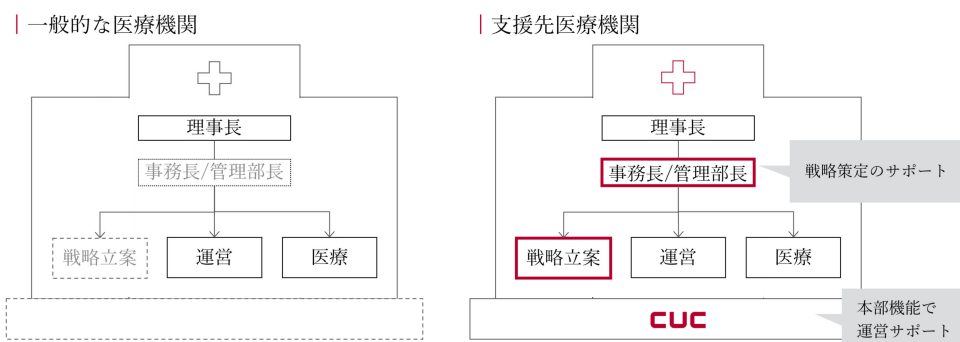 一般的な医療機関
理事長
事務長/管理部長
戦略立案
運営
医療
支援先医療機関
理事長
事務長/管理部長
戦略策定のサポート
戦略立案
運営
医療
CUC
本部機能で
運営サポート